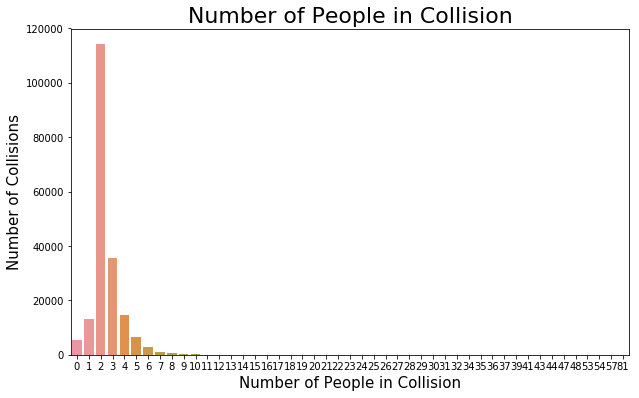 Number of People in Collision
120000
100000
80000
60000
40000
20000
0
Number of Collisions
0 1 2 3 4 5 6 7 8 9 10 11 12 13 14 15 16 17 18 19 20 21 22 23 24 25 26 27 28 29 30 31 32 34 35 36 37 39 41 43 44 47 48 53 54 57 81
Number of People in Collision